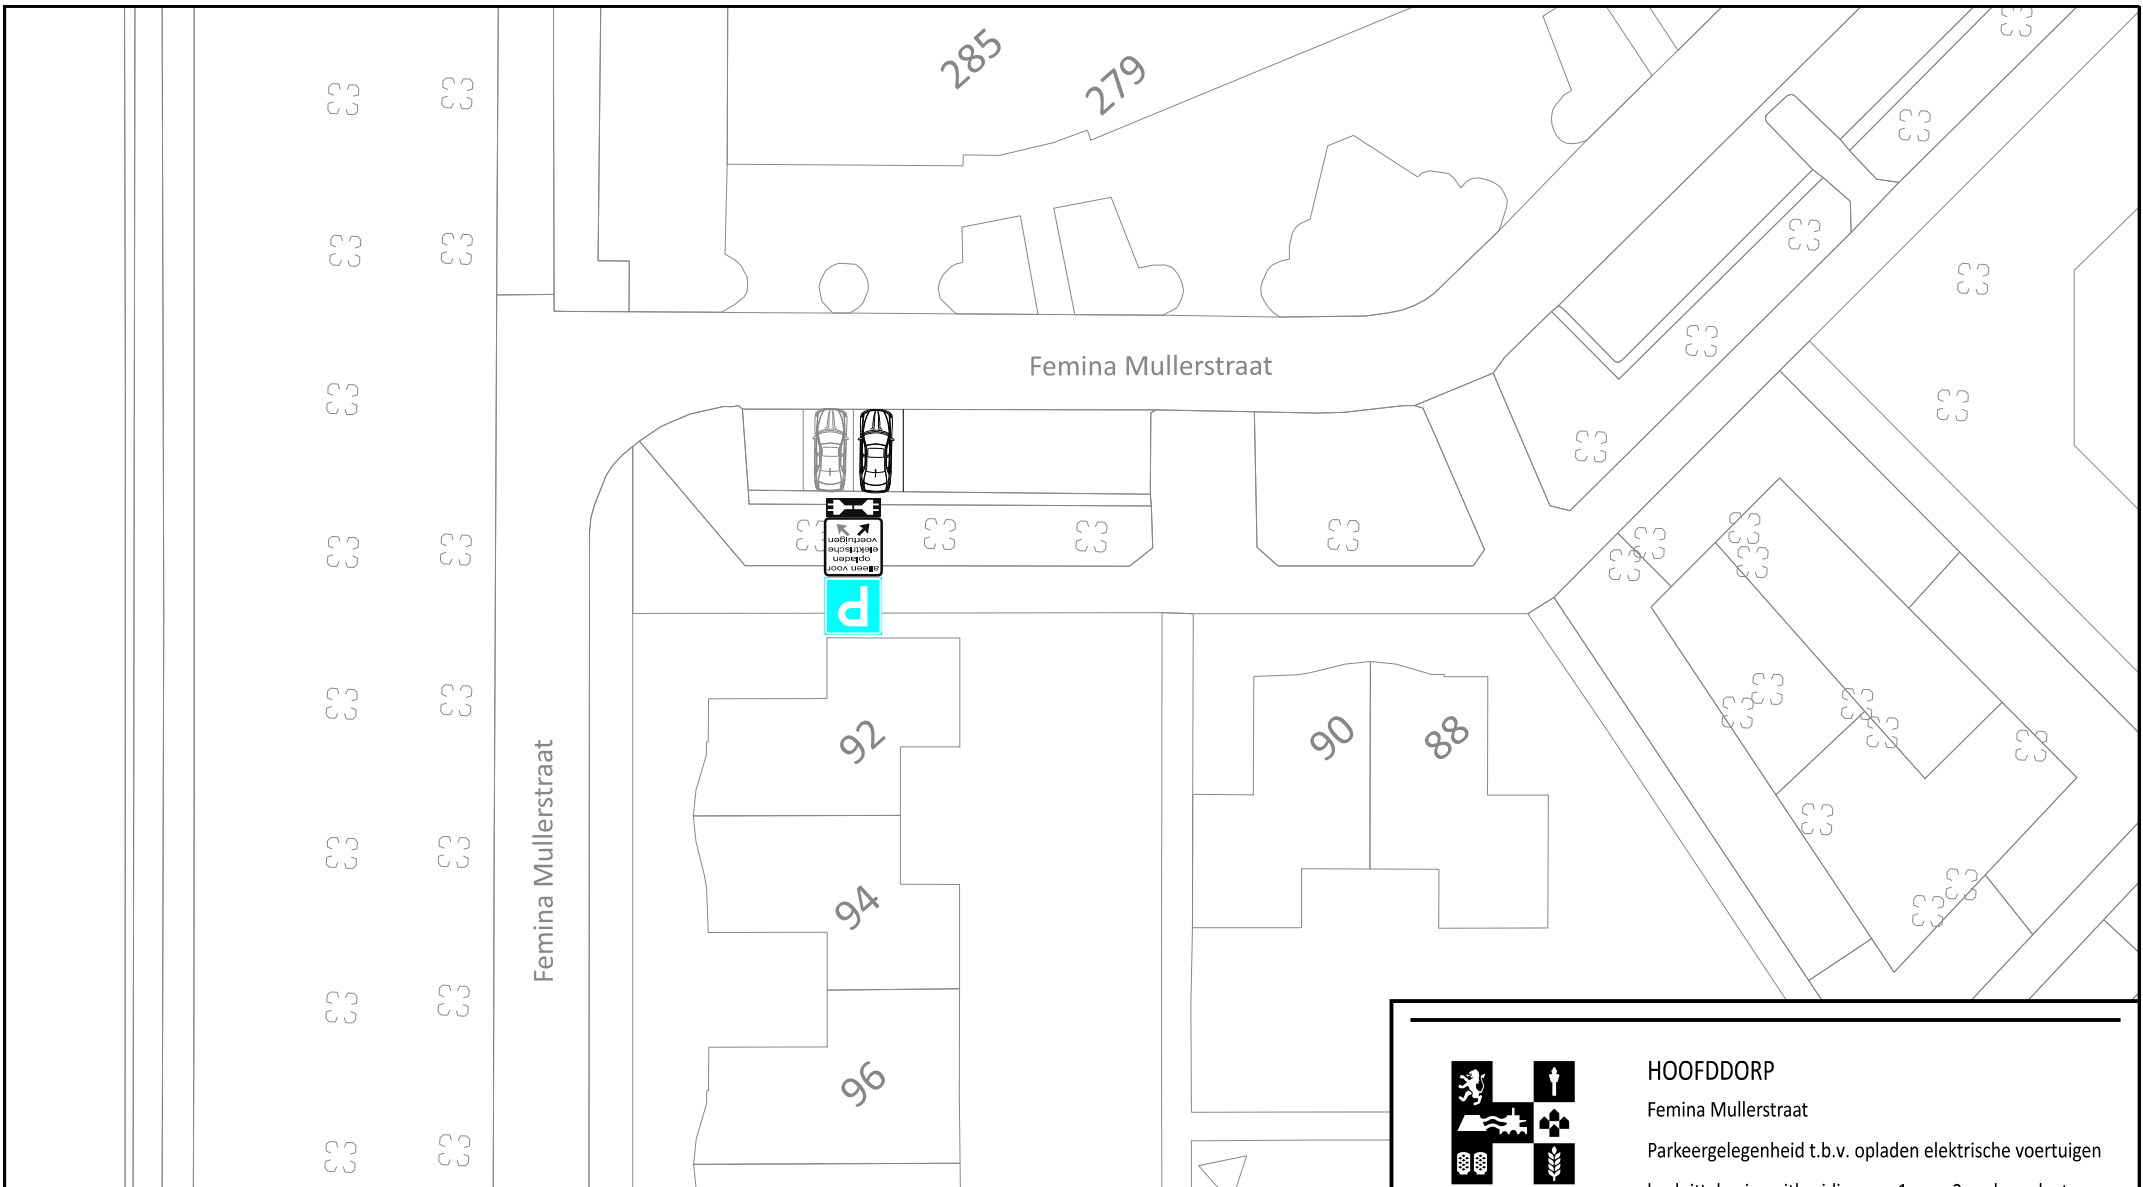 285
279
Femina Mullerstraat
voertuigen
elektrische
opladen
alleen voor
P
92
90
88
Femina Mullerstraat
94
96
HOOFDDORP
Femina Mullerstraat
Parkeergelegenheid t.b.v. opladen elektrische voertuigen